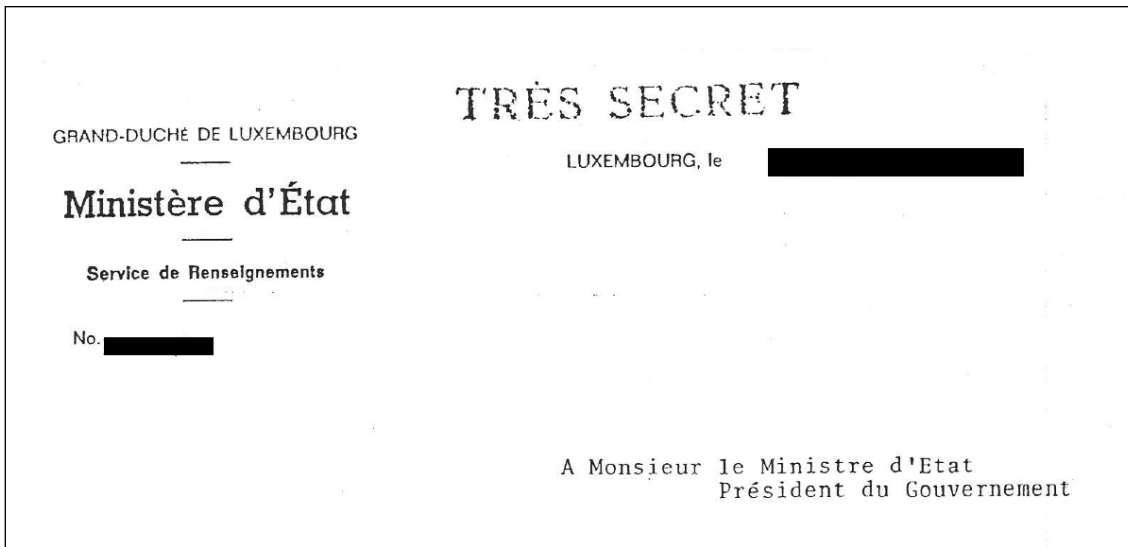 TRÈS SECRET
GRAND-DUCHÉ DE LUXEMBOURG
LUXEMBOURG, le
Ministère d'État
Service de Renseignements
No.
A Monsieur le Ministre d'Etat
Président du Gouvernement